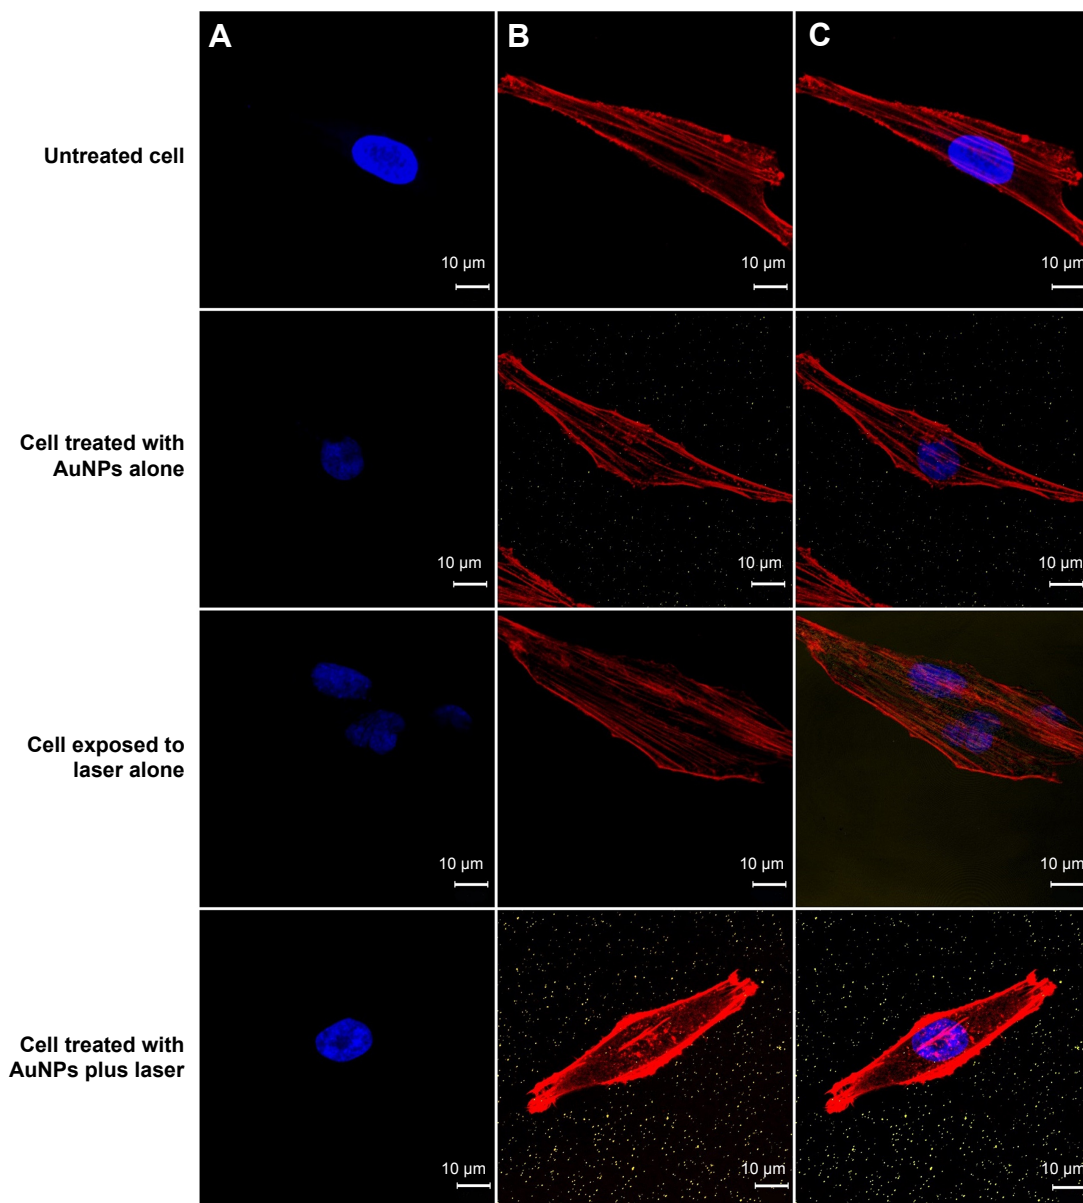 A
B
C
Untreated cell
10 µm
10 µm
10 µm
Cell treated with
AuNPs alone
10 µm
10 µm
10 µm
Cell exposed to
laser alone
10 µm
10 µm
10 µm
Cell treated with
AuNPs plus laser
10 µm
10 µm
10 µm